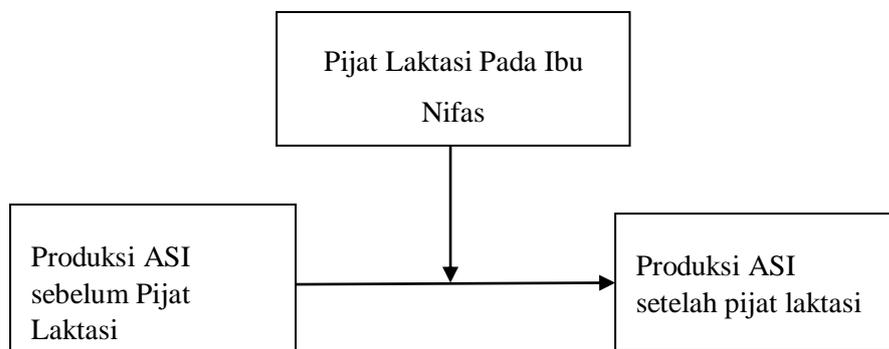 Pijat Laktasi Pada Ibu
Nifas
Produksi ASI
sebelum Pijat
Laktasi
Produksi ASI
setelah pijat laktasi